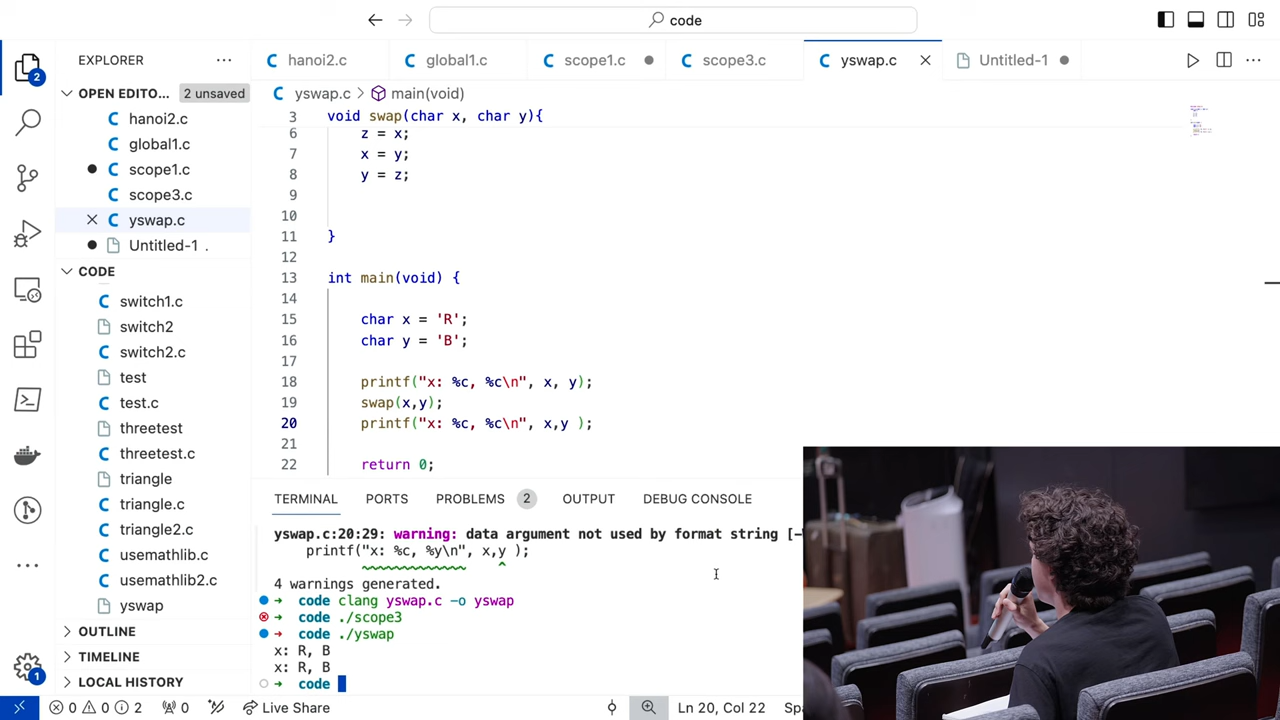 code
EXPLORER
hanoi2.c
global1.c
scope1.c
scope3.c
yswap.c
Untitled-1
OPEN EDITO... 2 unsaved
hanoi2.c
global1.c
scope1.c
scope3.c
yswap.c
Untitled-1 .
CODE
switch1.c
switch2
switch2.c
test
test.c
threetest
threetest.c
triangle
triangle.c
triangle2.c
usemathlib.c
usemathlib2.c
yswap
OUTLINE
TIMELINE
LOCAL HISTORY
2
1
yswap.c > main(void)
3 void swap(char x, char y){
6 z = x;
7 x = y;
8 y = z;
9
10
11 }
12
13 int main(void) {
14
15 char x = 'R';
16 char y = 'B';
17
18 printf("x: %c, %c\n", x, y);
19 swap(x,y);
20 printf("x: %c, %c\n", x,y );
21
22 return 0;
TERMINAL PORTS PROBLEMS 2 OUTPUT DEBUG CONSOLE
yswap.c:20:29: warning: data argument not used by format string [-
printf("x: %c, %y\n", x,y );
4 warnings generated.
code clang yswap.c -o yswap
code ./scope3
code ./yswap
x: R, B
x: R, B
code
0 0 2 0 Live Share Ln 20, Col 22 Spa